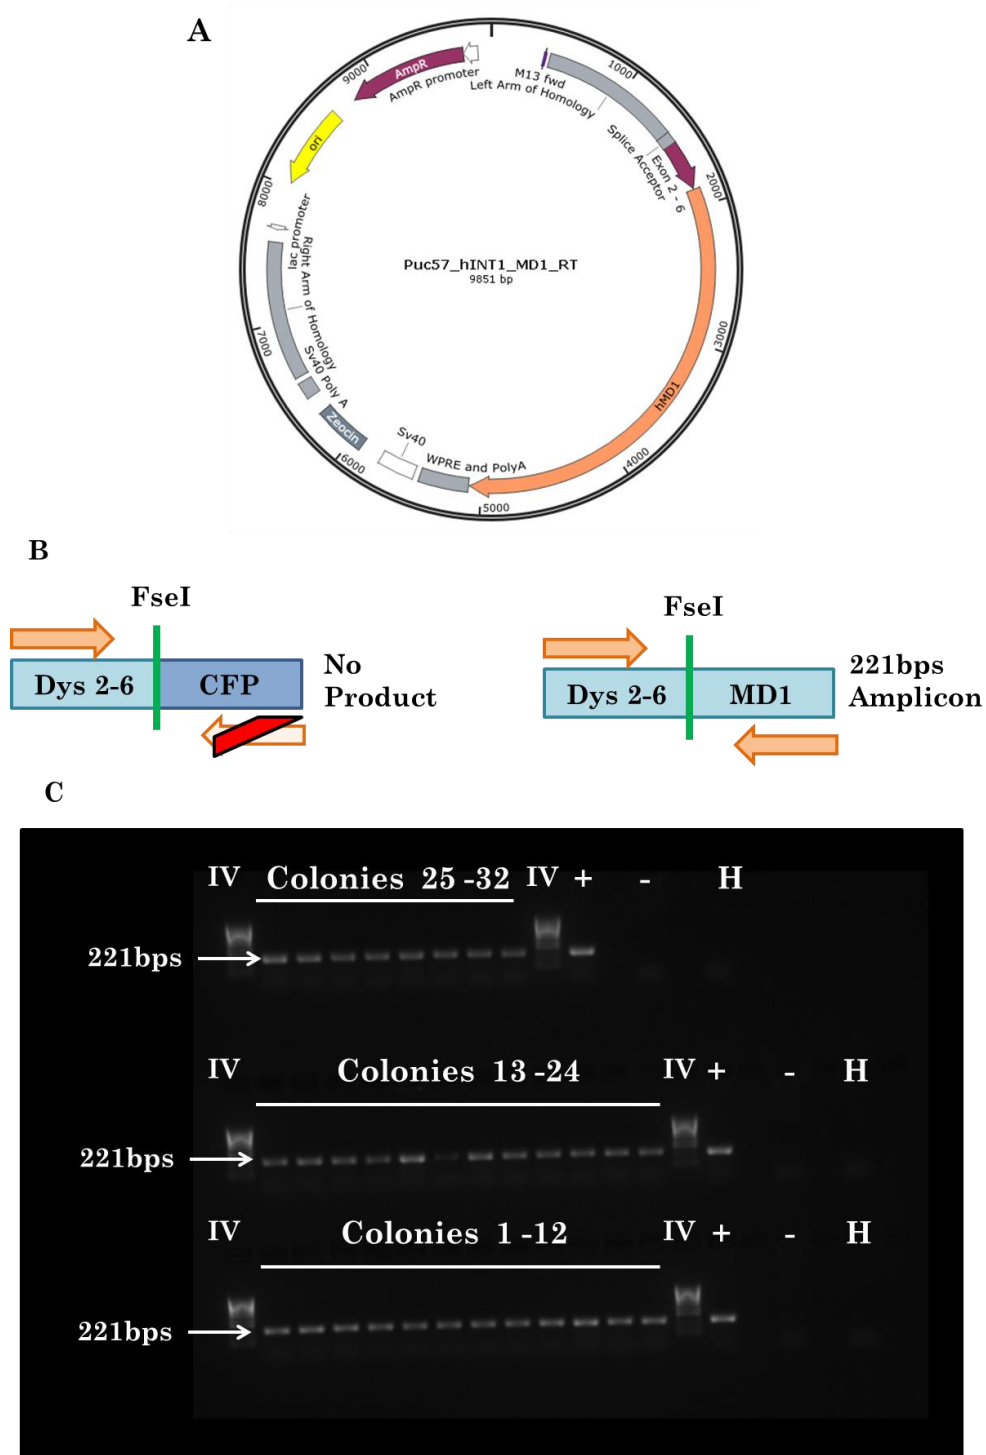 A
AmpR
AmpR promoter
9000
ori
8000
lac promoter
Right Arm of Homology
7000
Sv40 Poly A
Zeocin
6000
Sv40
WPRE and PolyA
5000
4000
hMD1
3000
2000
Exon 2 - 6
Splice Acceptor
1000
M13 fwd
Left Arm of Homology
Puc57_hINT1_MD1_RT
9851 bp
B
FseI
Dys 2-6
CFP
No
Product
FseI
Dys 2-6
MD1
221bps
Amplicon
C
IV Colonies 25 -32 IV + - H
221bps
IV Colonies 13 -24 IV + - H
221bps
IV Colonies 1 -12 IV + - H
221bps